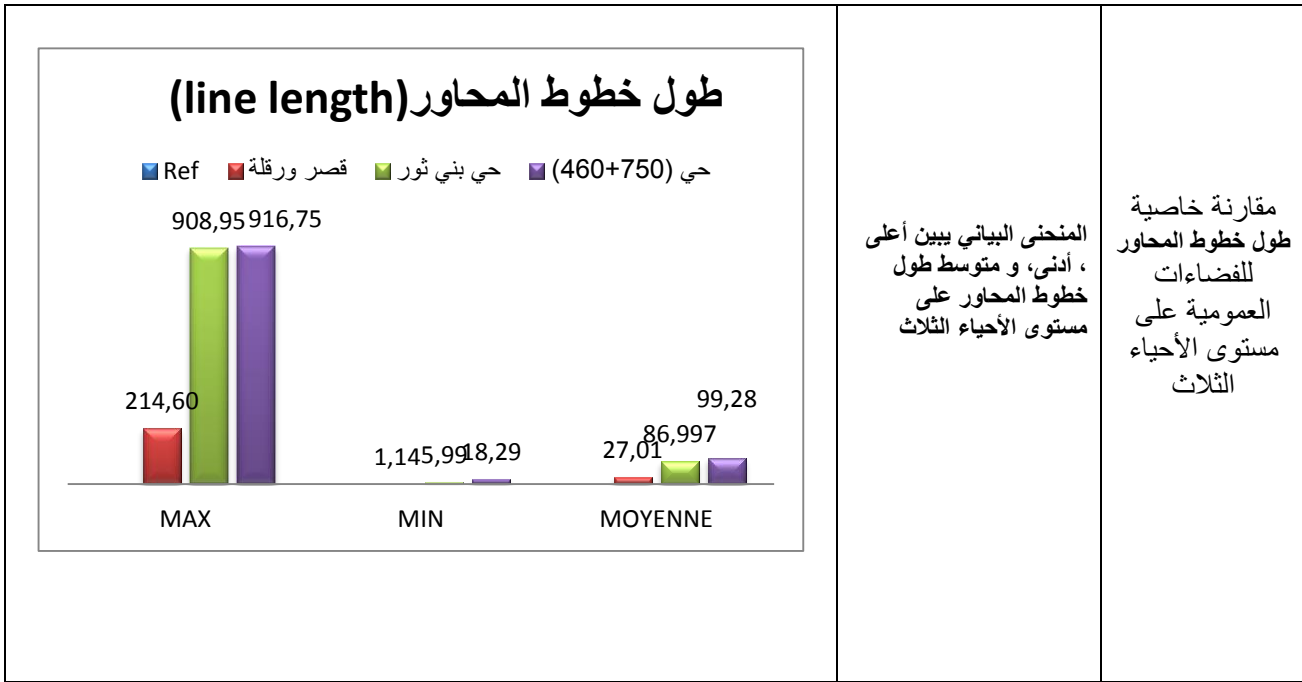 مقارنة خاصية
طول خطوط المحاور
للفضاءات
العمومية على
مستوى الأحياء
الثلاث
المنحنى البياني يبين أعلى
، أدنى، و متوسط طول
خطوط المحاور على
مستوى الأحياء الثلاث
طول خطوط المحاور(line length)
Ref قصر ورقلة حي بني ثور حي (460+750)
908,95 916,75
214,60
1,14 5,99 18,29
27,01 86,997 99,28
MAX MIN MOYENNE